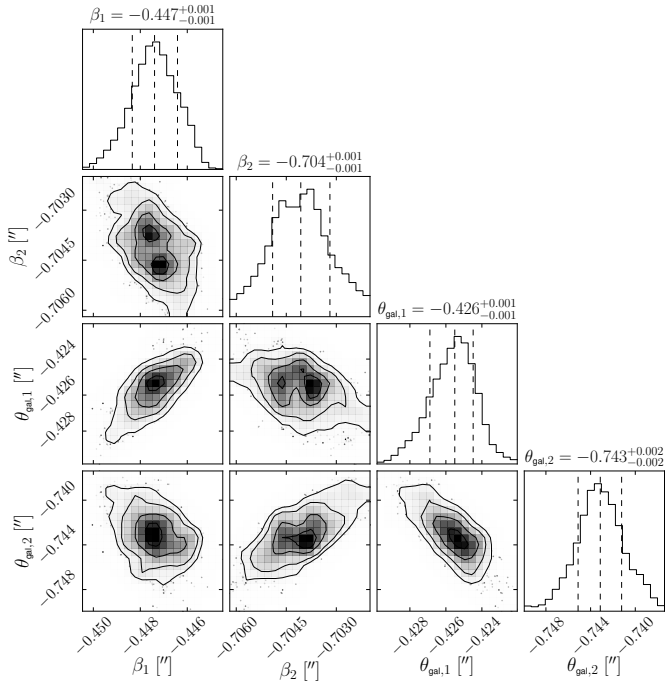 β₁ = −0.447⁺⁰·⁰⁰¹₋₀.₀₀₁
β₂ = −0.704⁺⁰·⁰⁰¹₋₀.₀₀₁
−0.7030
−0.7045
−0.7060
β₂ [″]
θgal,1 = −0.426⁺⁰·⁰⁰¹₋₀.₀₀₁
−0.424
−0.426
−0.428
θgal,1 [″]
θgal,2 = −0.743⁺⁰·⁰⁰²₋₀.₀₀₂
−0.740
−0.744
−0.748
θgal,2 [″]
−0.450 −0.448 −0.446
β₁ [″]
−0.7060 −0.7045 −0.7030
β₂ [″]
−0.428 −0.426 −0.424
θgal,1 [″]
−0.748 −0.744 −0.740
θgal,2 [″]